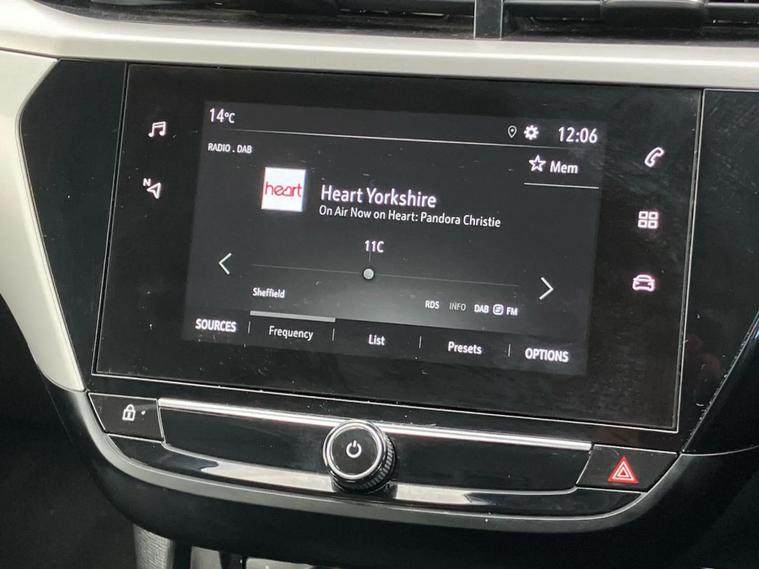 14°C
12:06
RADIO . DAB
Mem
heart
Heart Yorkshire
On Air Now on Heart: Pandora Christie
11C
Sheffield
RDS INFO DAB FM
SOURCES Frequency List Presets OPTIONS
N